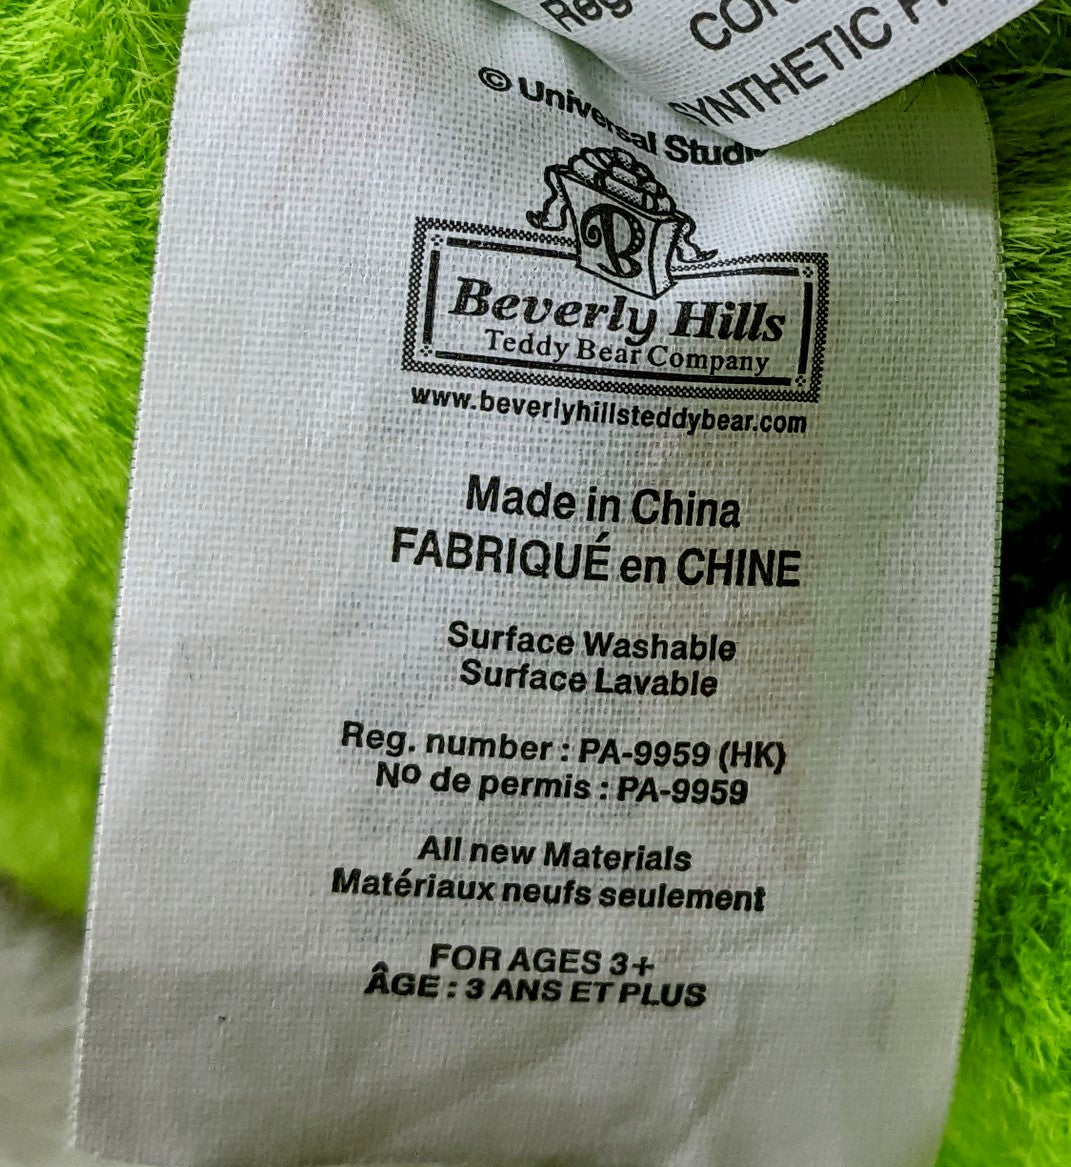 Reg
CON
SYNTHETIC
© Universal Studi
B
Beverly Hills
Teddy Bear Company
www.beverlyhillsteddybear.com
Made in China
FABRIQUÉ en CHINE
Surface Washable
Surface Lavable
Reg. number : PA-9959 (HK)
No de permis : PA-9959
All new Materials
Matériaux neufs seulement
FOR AGES 3+
ÂGE : 3 ANS ET PLUS